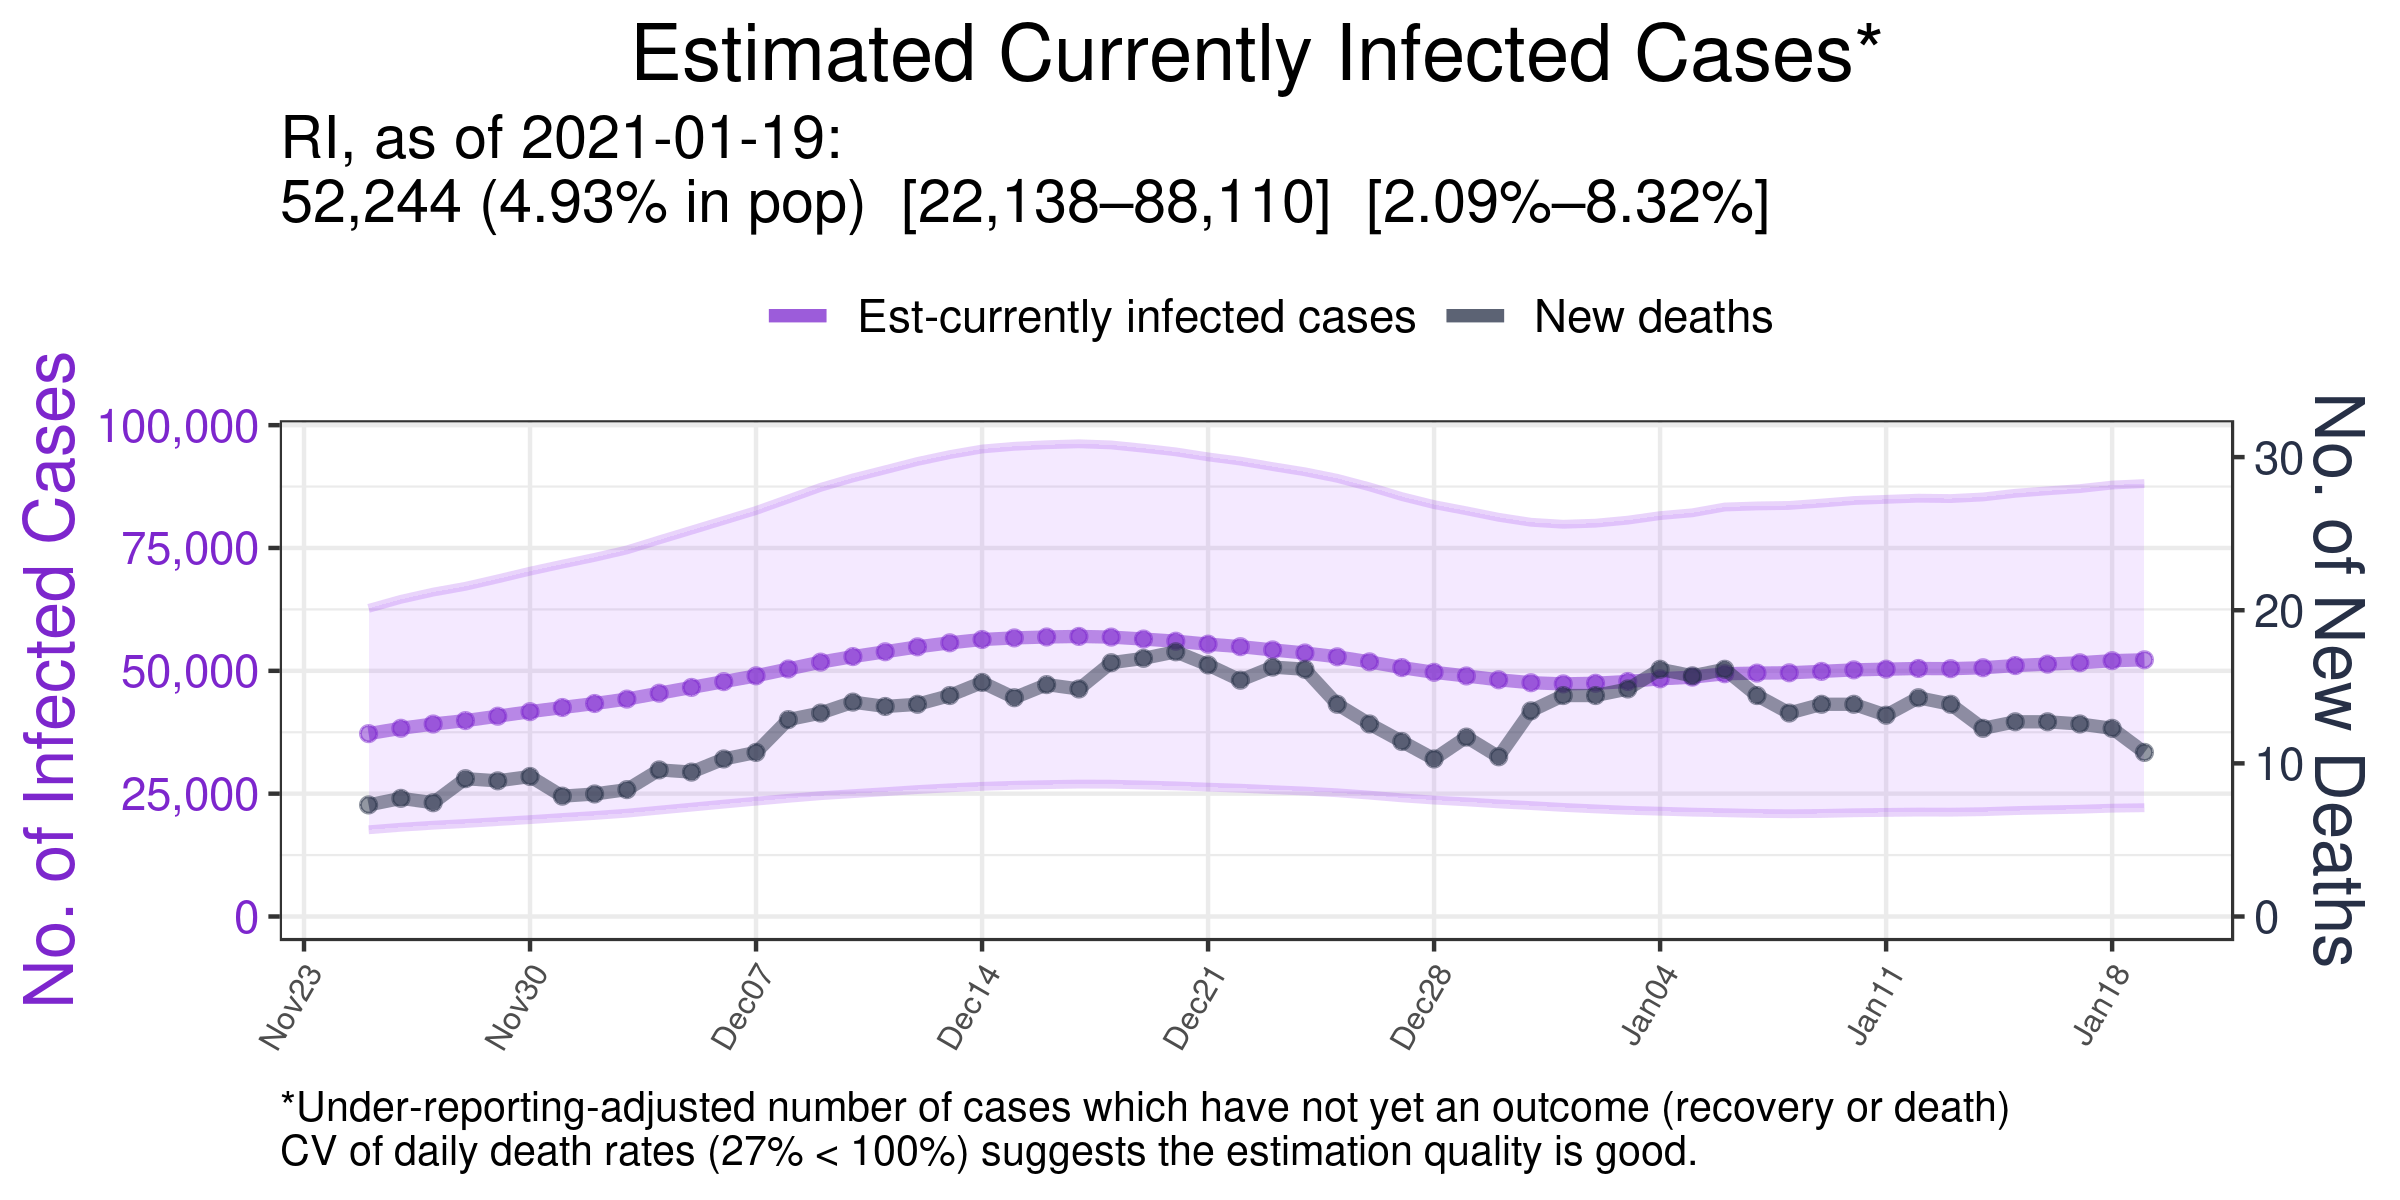 Estimated Currently Infected Cases*
RI, as of 2021-01-19:
52,244 (4.93% in pop)  [22,138–88,110]  [2.09%–8.32%]
Est-currently infected cases
New deaths
No. of Infected Cases
100,000
75,000
50,000
25,000
0
30
20
10
0
No. of New Deaths
Nov23
Nov30
Dec07
Dec14
Dec21
Dec28
Jan04
Jan11
Jan18
*Under-reporting-adjusted number of cases which have not yet an outcome (recovery or death)
CV of daily death rates (27% < 100%) suggests the estimation quality is good.